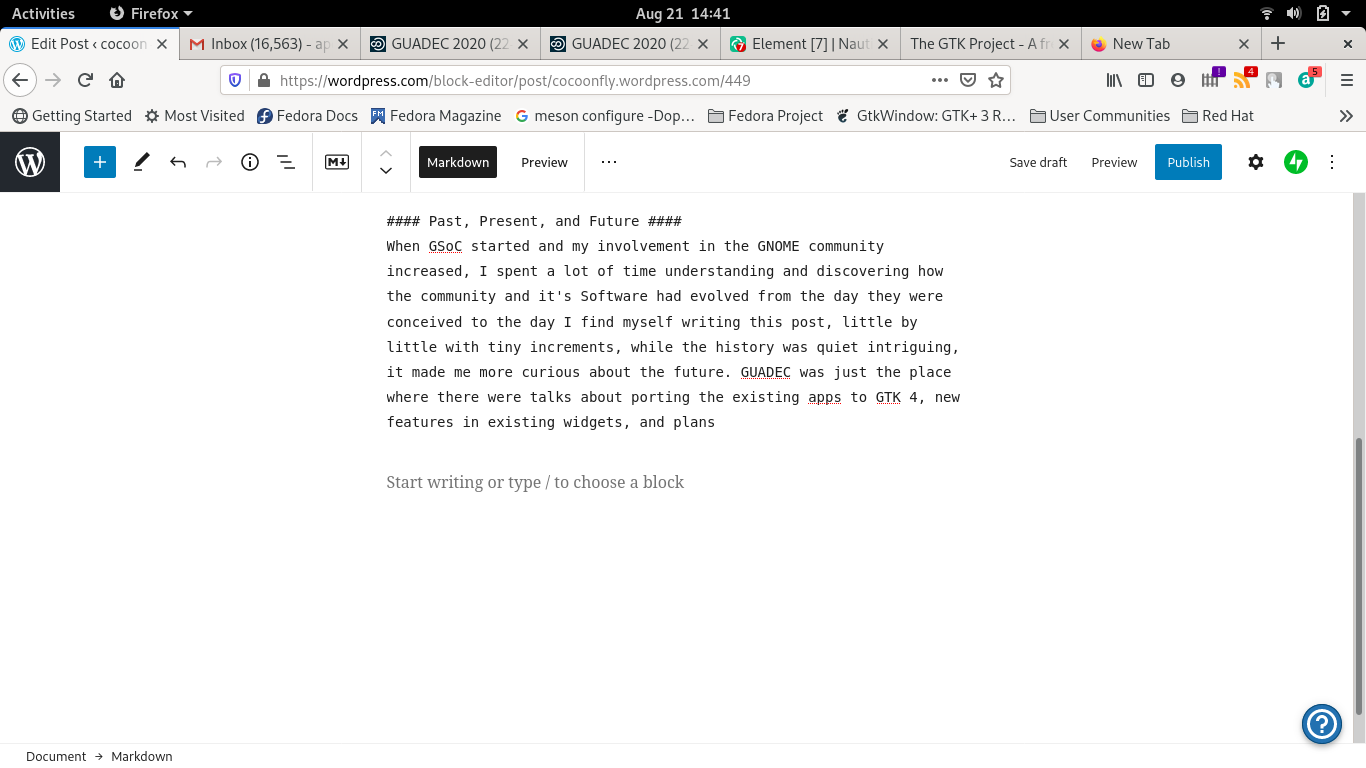 Activities
Firefox
Aug 21 14:41
Edit Post ‹ cocoon
Inbox (16,563) - ap
GUADEC 2020 (22
GUADEC 2020 (22
Element [7] | Naut
The GTK Project - A fr
New Tab
https://wordpress.com/block-editor/post/cocoonfly.wordpress.com/449
! 4 5
Getting Started
Most Visited
Fedora Docs
Fedora Magazine
meson configure -Dop…
Fedora Project
GtkWindow: GTK+ 3 R…
User Communities
Red Hat
Markdown
Preview
Save draft
Preview
Publish
#### Past, Present, and Future ####
When GSoC started and my involvement in the GNOME community
increased, I spent a lot of time understanding and discovering how
the community and it's Software had evolved from the day they were
conceived to the day I find myself writing this post, little by
little with tiny increments, while the history was quiet intriguing,
it made me more curious about the future. GUADEC was just the place
where there were talks about porting the existing apps to GTK 4, new
features in existing widgets, and plans
Start writing or type / to choose a block
Document → Markdown